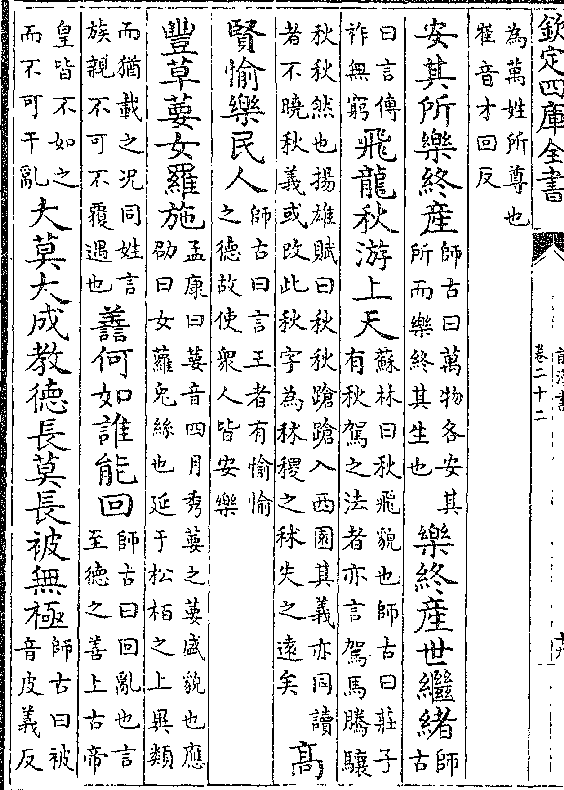 欽定四庫全書
卷二十二
為萬姓所尊也
崔音才回反
安其所樂終產
師古曰萬物各安其
所而樂終其生也
樂終產世繼緒
師
古
曰言傳
祚無窮
飛龍秋游上天
蘇林曰秋飛貌也師古曰莊子
有秋駕之法者亦言駕馬騰驤
秋秋然也揚雄賦曰秋秋蹌蹌入西園其義亦同讀
者不曉秋義或改此秋字為秣稷之秣失之遠矣
高
賢愉樂民人
師古曰言王者有愉愉
之德故使衆人皆安樂
豐草葽女羅施
孟康曰葽音四月秀葽之葽盛貌也應
劭曰女蘿兔絲也延于松柏之上異類
而猶載之况同姓言
族親不可不覆遇也
譱何如誰能回
師古曰回亂也言
至德之善上古帝
皇皆不如之
而不可干亂
大莫大成教德長莫長被無極
師古曰被
音皮義反